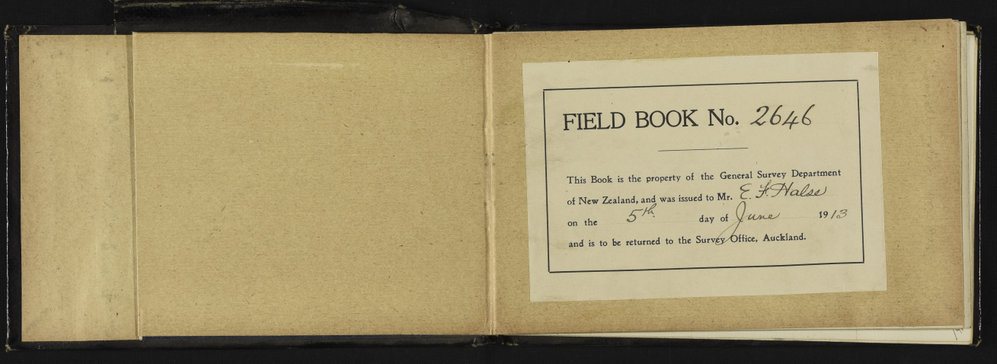 FIELD BOOK No. 2646
This Book is the property of the General Survey Department
of New Zealand, and was issued to Mr. E. F. Halse
on the 5th day of June 1913
and is to be returned to the Survey Office, Auckland.